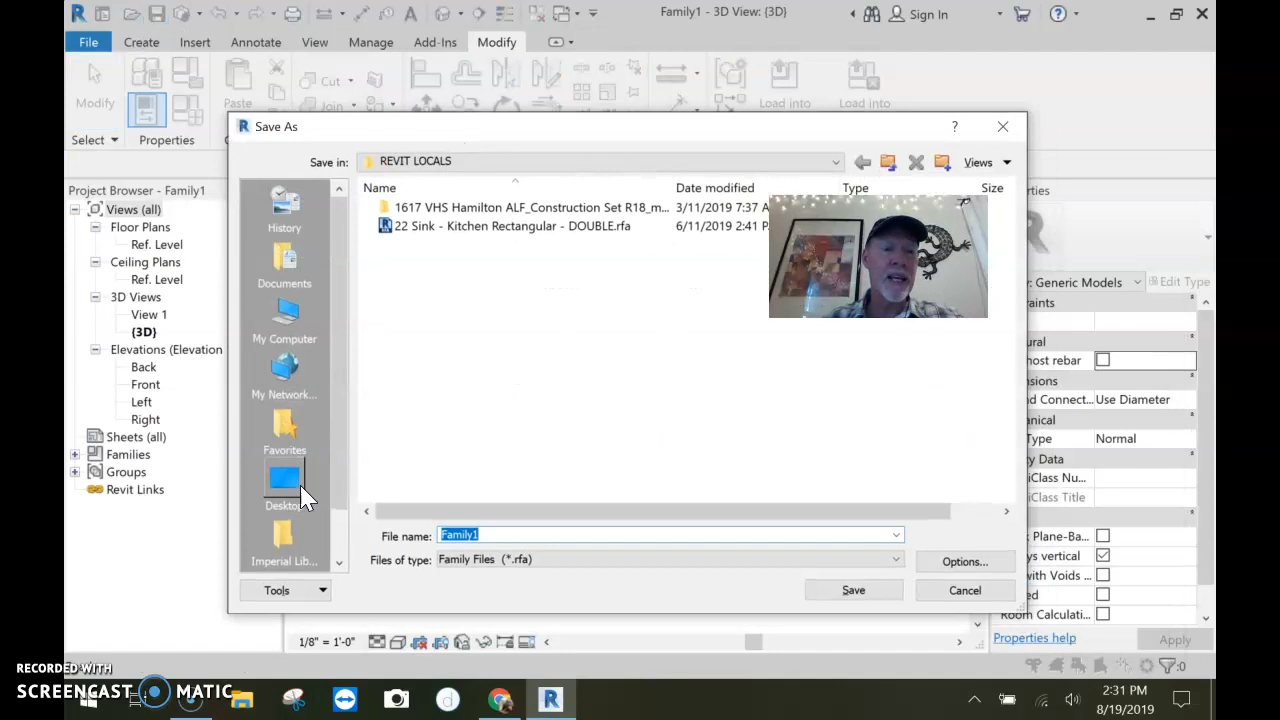 Family1 - 3D View: {3D}
Sign In
File
Create
Insert
Annotate
View
Manage
Add-Ins
Modify
Modify
Paste
Cut
Join
Load into
Load into
Select
Properties
Save As
Save in:
REVIT LOCALS
Views
Name
Date modified
Type
Size
1617 VHS Hamilton ALF_Construction Set R18_m...
3/11/2019 7:37 A
22 Sink - Kitchen Rectangular - DOUBLE.rfa
6/11/2019 2:41 P
History
Documents
My Computer
My Network...
Favorites
Desktop
Imperial Lib...
File name:
Family1
Files of type:
Family Files (*.rfa)
Options...
Tools
Save
Cancel
Project Browser - Family1
Views (all)
Floor Plans
Ref. Level
Ceiling Plans
Ref. Level
3D Views
View 1
{3D}
Elevations (Elevation
Back
Front
Left
Right
Sheets (all)
Families
Groups
Revit Links
: Generic Models
Edit Type
Use Diameter
Normal
Properties help
Apply
1/8" = 1'-0"
:0
RECORDED WITH
SCREENCAST MATIC
2:31 PM
8/19/2019